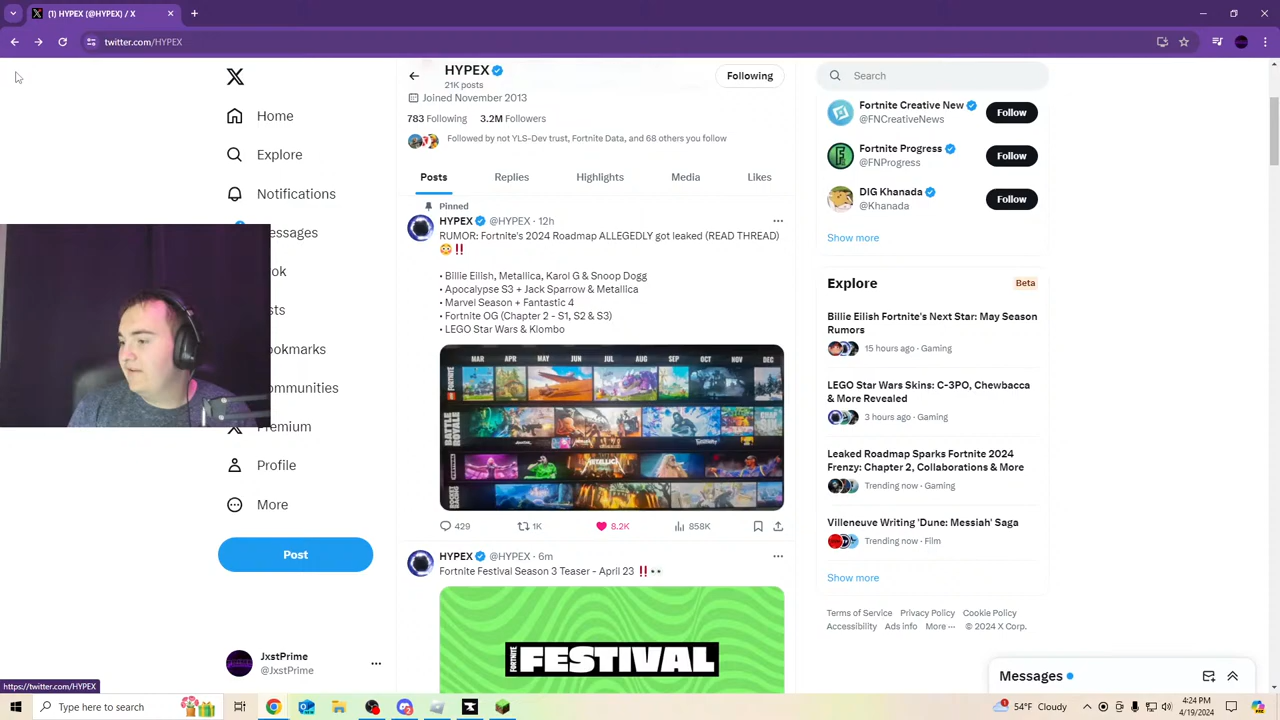 (1) HYPEX (@HYPEX) / X
twitter.com/HYPEX
HYPEX
21K posts
Following
Search
Joined November 2013
783 Following 3.2M Followers
Followed by not YLS-Dev trust, Fortnite Data, and 68 others you follow
Posts Replies Highlights Media Likes
Home
Explore
Notifications
essages
ok
sts
ookmarks
ommunities
Premium
Profile
More
Post
JxstPrime
@JxstPrime
Pinned
HYPEX @HYPEX · 12h
RUMOR: Fortnite's 2024 Roadmap ALLEGEDLY got leaked (READ THREAD)
• Billie Eilish, Metallica, Karol G & Snoop Dogg
• Apocalypse S3 + Jack Sparrow & Metallica
• Marvel Season + Fantastic 4
• Fortnite OG (Chapter 2 - S1, S2 & S3)
• LEGO Star Wars & Klombo
MAR APR MAY JUN JUL AUG SEP OCT NOV DEC
FORTNITE
BATTLE ROYALE
METALLICA
429 1K 8.2K 858K
HYPEX @HYPEX · 6m
Fortnite Festival Season 3 Teaser - April 23 ‼️👀
FORTNITE FESTIVAL
Fortnite Creative New
@FNCreativeNews
Follow
Fortnite Progress
@FNProgress
Follow
DIG Khanada
@Khanada
Follow
Show more
Explore Beta
Billie Eilish Fortnite's Next Star: May Season
Rumors
15 hours ago · Gaming
LEGO Star Wars Skins: C-3PO, Chewbacca
& More Revealed
3 hours ago · Gaming
Leaked Roadmap Sparks Fortnite 2024
Frenzy: Chapter 2, Collaborations & More
Trending now · Gaming
Villeneuve Writing 'Dune: Messiah' Saga
Trending now · Film
Show more
Terms of Service Privacy Policy Cookie Policy
Accessibility Ads info More ··· © 2024 X Corp.
Messages
https://twitter.com/HYPEX
Type here to search
54°F Cloudy
4:24 PM
4/19/2024